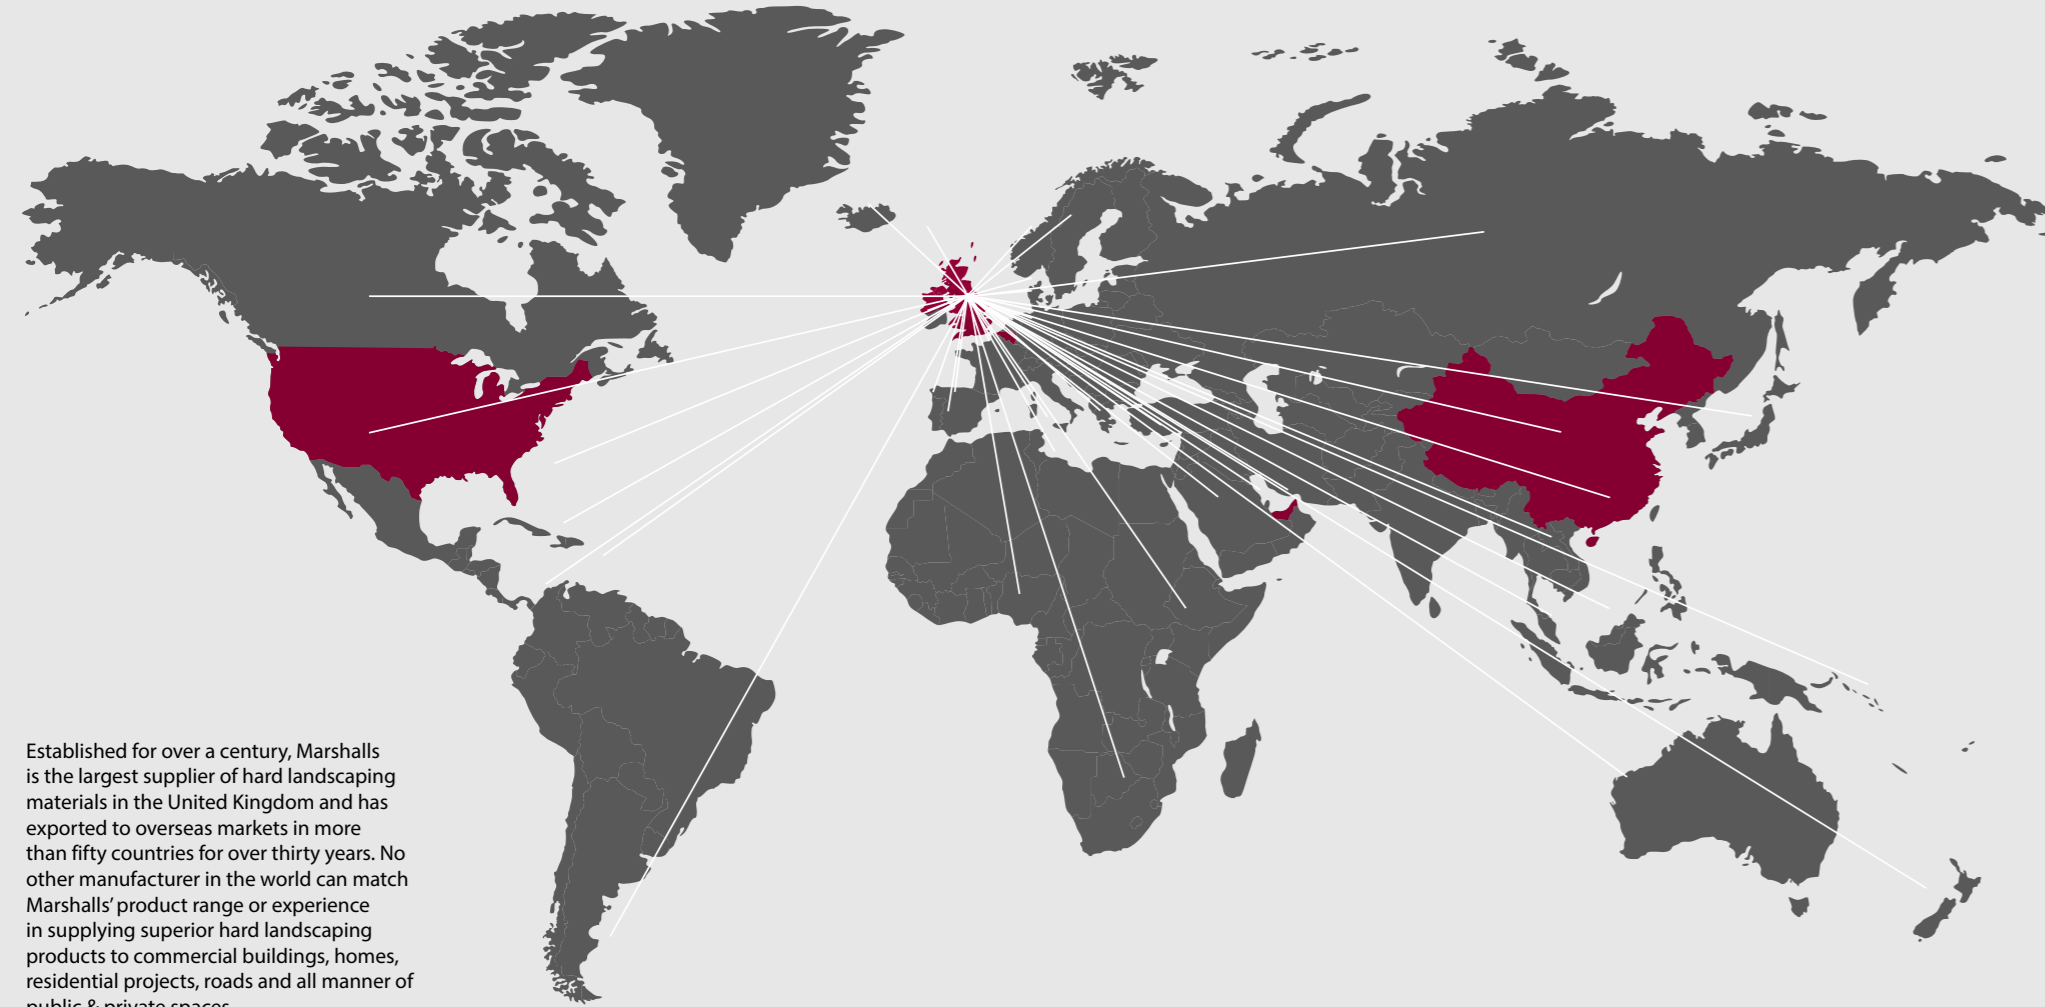 Established for over a century, Marshalls
is the largest supplier of hard landscaping
materials in the United Kingdom and has
exported to overseas markets in more
than fifty countries for over thirty years. No
other manufacturer in the world can match
Marshalls’ product range or experience
in supplying superior hard landscaping
products to commercial buildings, homes,
residential projects, roads and all manner of
public & private spaces